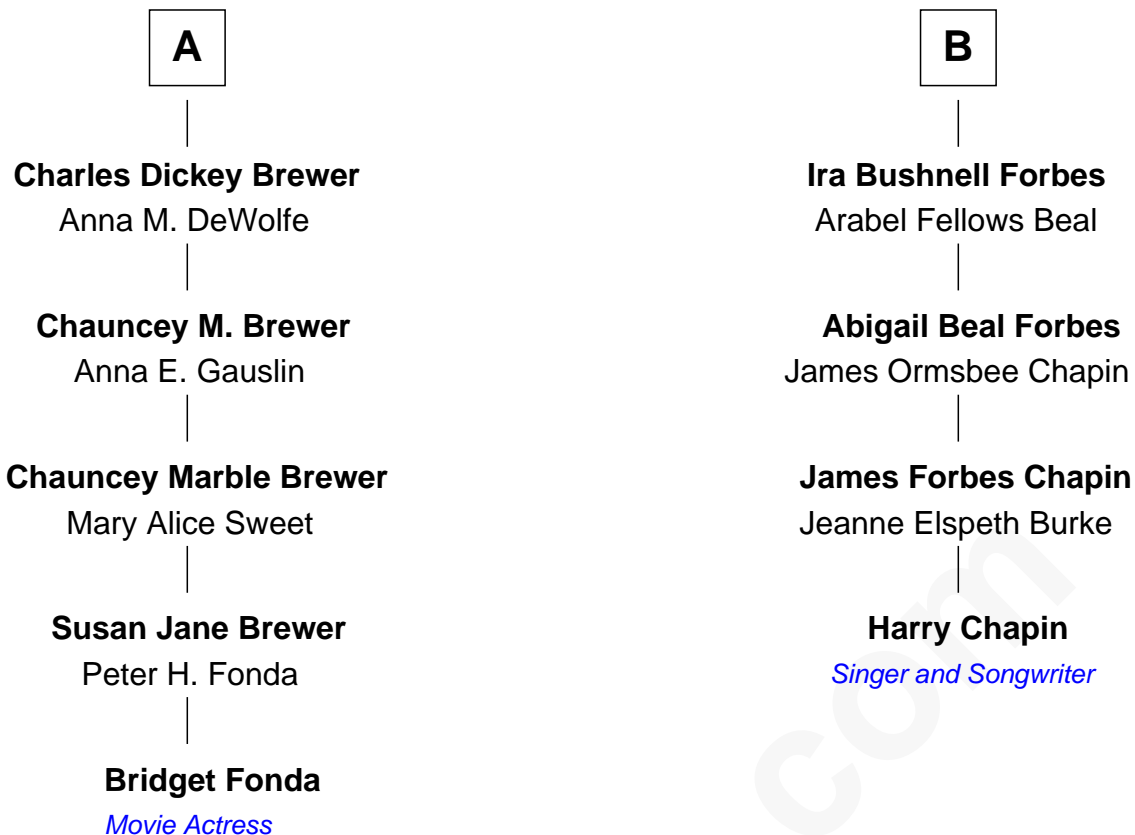 A
Charles Dickey Brewer
Anna M. DeWolfe
Chauncey M. Brewer
Anna E. Gauslin
Chauncey Marble Brewer
Mary Alice Sweet
Susan Jane Brewer
Peter H. Fonda
Bridget Fonda
Movie Actress
B
Ira Bushnell Forbes
Arabel Fellows Beal
Abigail Beal Forbes
James Ormsbee Chapin
James Forbes Chapin
Jeanne Elspeth Burke
Harry Chapin
Singer and Songwriter
com